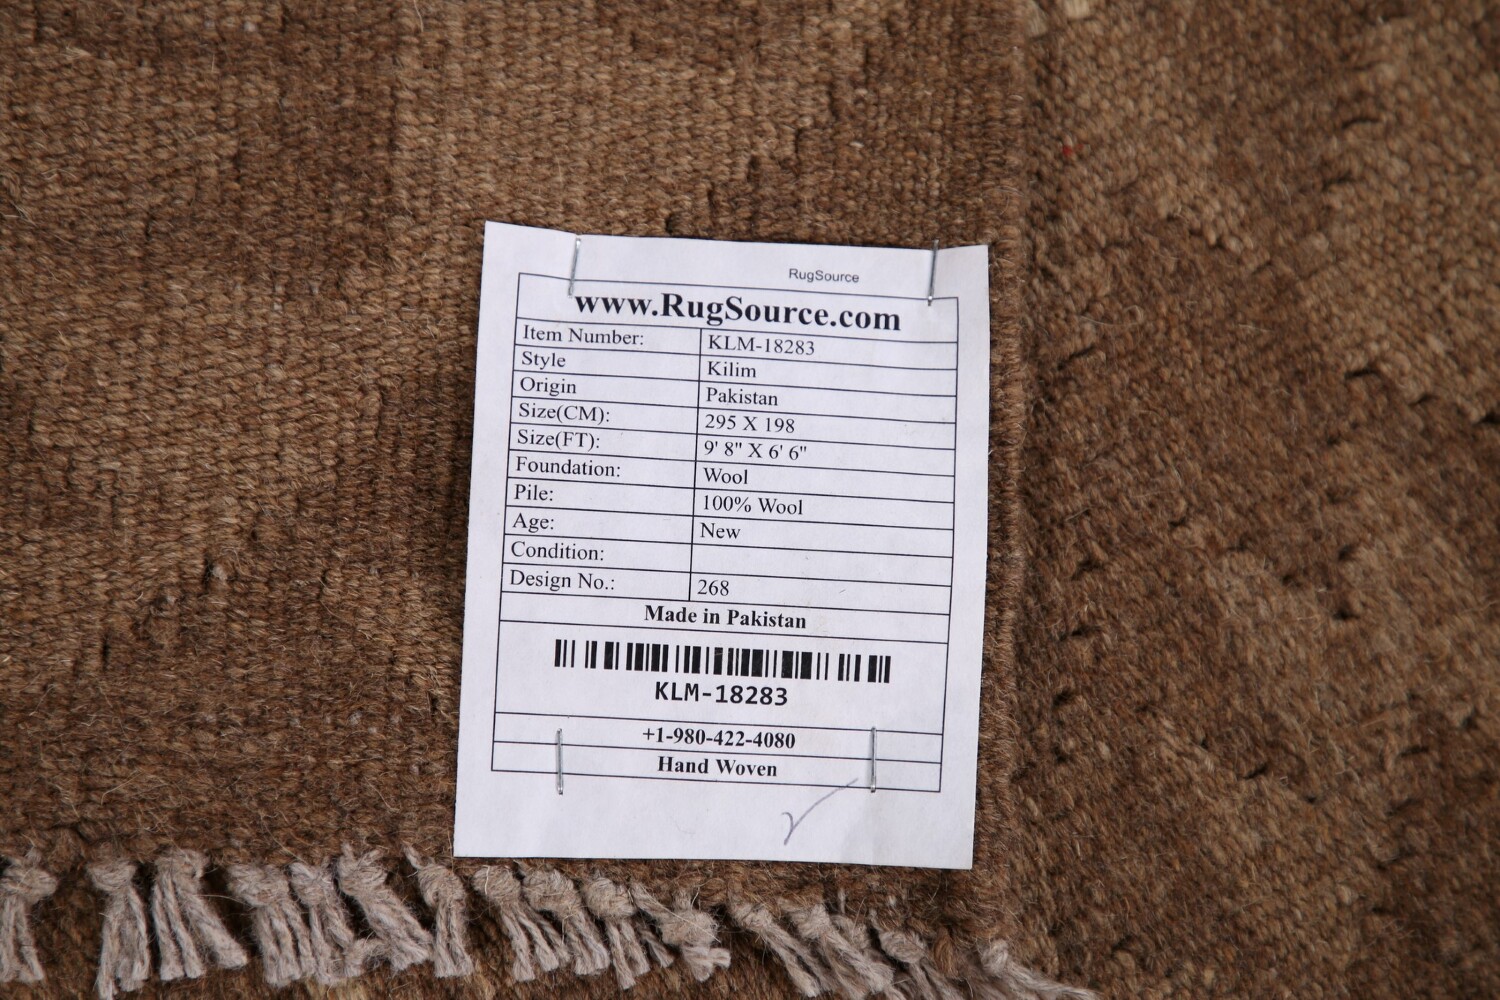 RugSource
www.RugSource.com
Item Number: KLM-18283
Style Kilim
Origin Pakistan
Size(CM): 295 X 198
Size(FT): 9' 8" X 6' 6"
Foundation: Wool
Pile: 100% Wool
Age: New
Condition:
Design No.: 268
Made in Pakistan
KLM-18283
+1-980-422-4080
Hand Woven